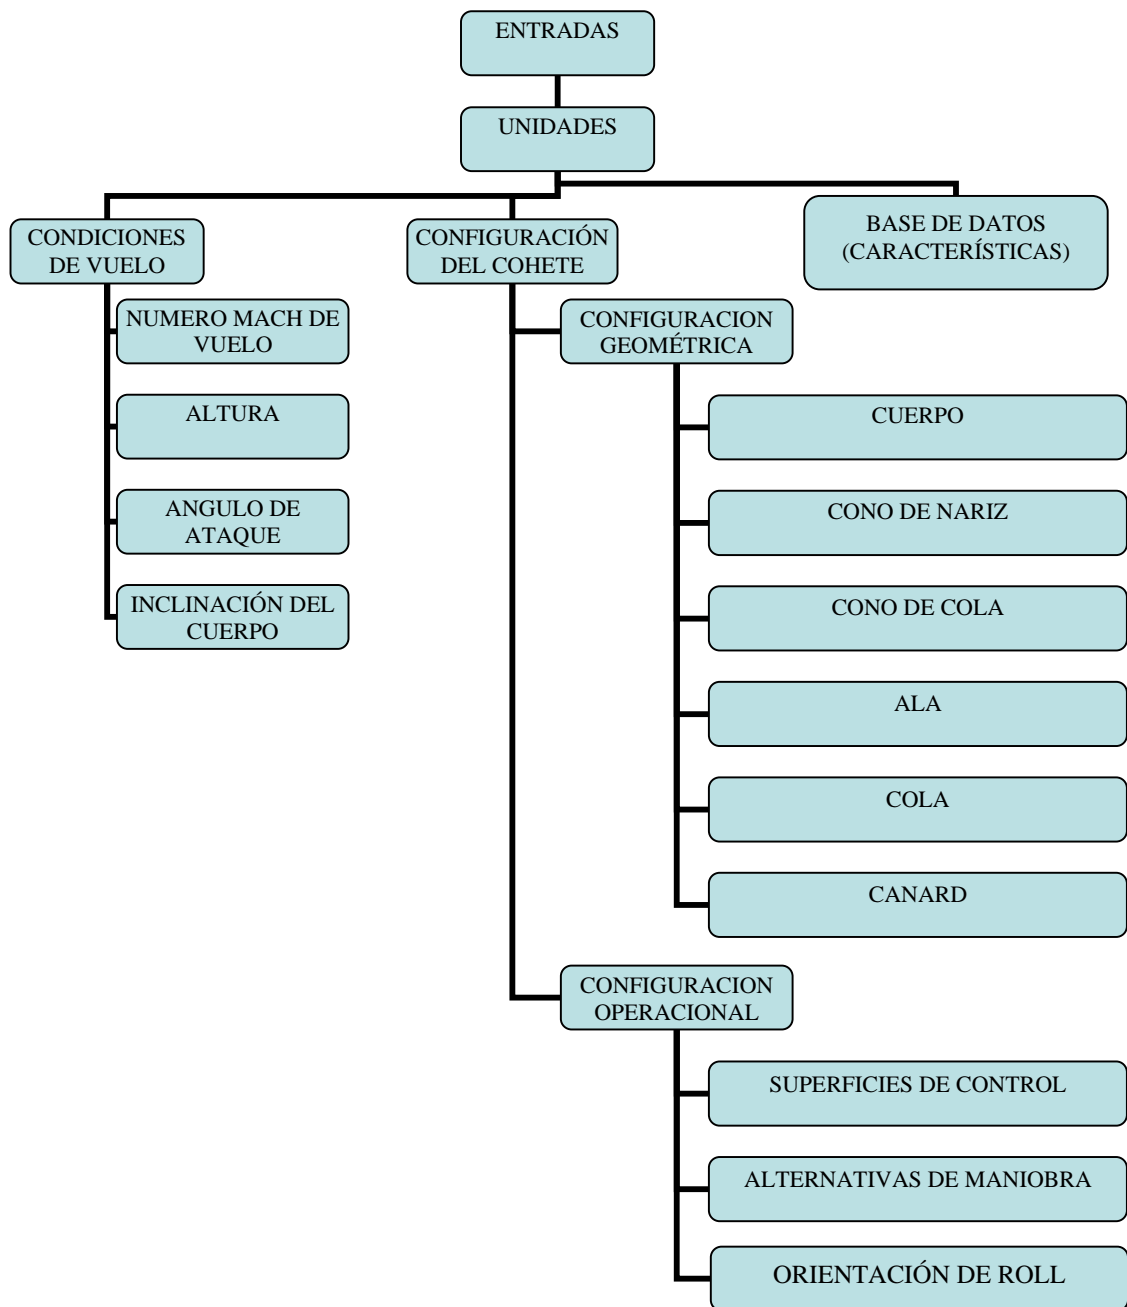 ENTRADAS
UNIDADES
CONDICIONES
DE VUELO
CONFIGURACIÓN
DEL COHETE
BASE DE DATOS
(CARACTERÍSTÍCAS)
NUMERO MACH DE
VUELO
ALTURA
ANGULO DE
ATAQUE
INCLINACIÓN DEL
CUERPO
CONFIGURACION
GEOMÉTRICA
CUERPO
CONO DE NARIZ
CONO DE COLA
ALA
COLA
CANARD
CONFIGURACION
OPERACIONAL
SUPERFICIES DE CONTROL
ALTERNATIVAS DE MANIOBRA
ORIENTACIÓN DE ROLL